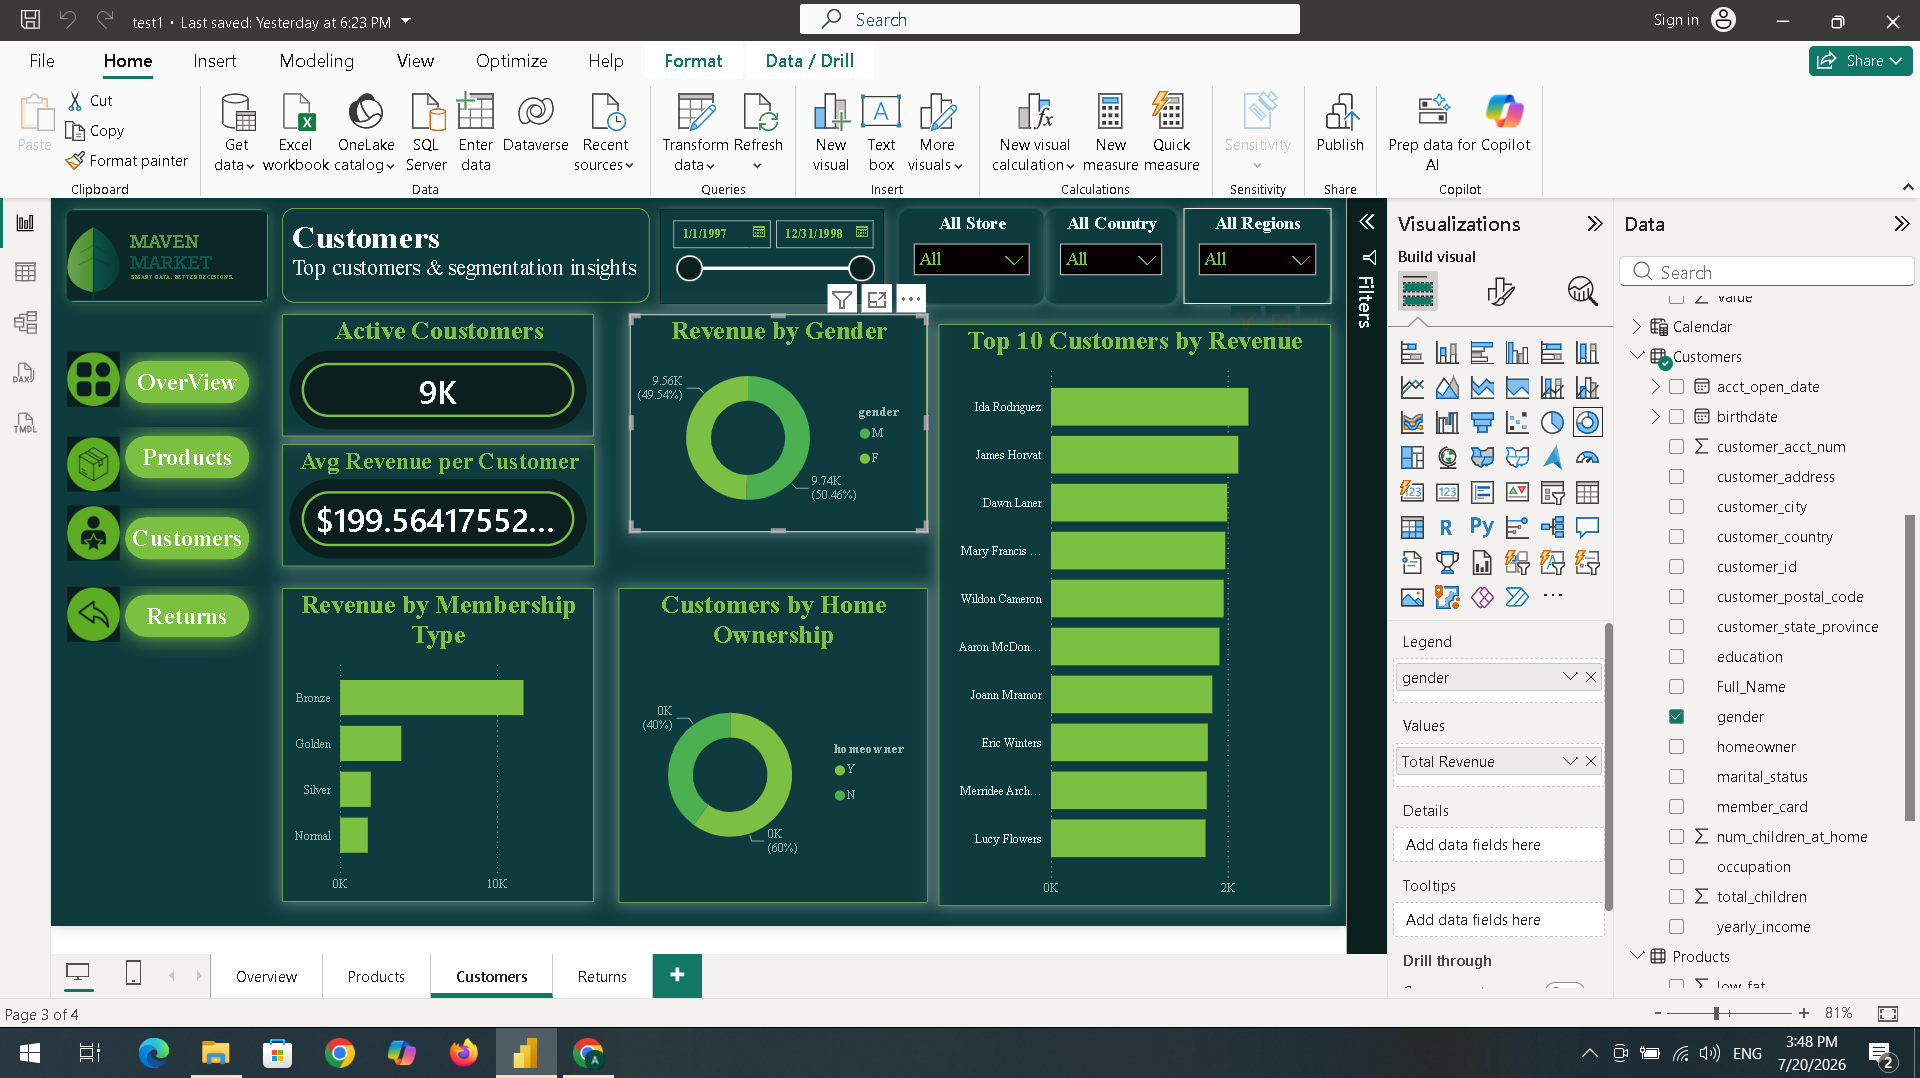 test1 • Last saved: Yesterday at 6:23 PM
Search
Sign in
File
Home
Insert
Modeling
View
Optimize
Help
Format
Data / Drill
Share
Paste
Cut
Copy
Format painter
Clipboard
Get data
Excel workbook
OneLake catalog
SQL Server
Enter data
Dataverse
Recent sources
Data
Transform data
Refresh
Queries
New visual
Text box
More visuals
Insert
New visual calculation
New measure
Quick measure
Calculations
Sensitivity
Sensitivity
Publish
Share
Prep data for AI
Copilot
Copilot
DAX
TMDL
MAVEN
MARKET
SMART DATA. BETTER DECISIONS.
Customers
Top customers & segmentation insights
1/1/1997
12/31/1998
All Store
All
All Country
All
All Regions
All
OverView
Products
Customers
Returns
Active Coustomers
9K
Avg Revenue per Customer
$199.56417552...
Revenue by Gender
9.56K
(49.54%)
9.74K
(50.46%)
gender
M
F
Revenue by Membership
Type
Bronze
Golden
Silver
Normal
0K
10K
Customers by Home
Ownership
0K
(40%)
0K
(60%)
homeowner
Y
N
Top 10 Customers by Revenue
Ida Rodriguez
James Horvat
Dawn Laner
Mary Francis ...
Wildon Cameron
Aaron McDon...
Joann Mramor
Eric Winters
Merridee Arch...
Lucy Flowers
0K
2K
Filters
Visualizations
Build visual
123
123
R
Py
Legend
gender
Values
Total Revenue
Details
Add data fields here
Tooltips
Add data fields here
Drill through
Data
Search
Value
Calendar
Customers
acct_open_date
birthdate
customer_acct_num
customer_address
customer_city
customer_country
customer_id
customer_postal_code
customer_state_province
education
Full_Name
gender
homeowner
marital_status
member_card
num_children_at_home
occupation
total_children
yearly_income
Products
low_fat
Overview
Products
Customers
Returns
Page 3 of 4
81%
ENG
3:48 PM
7/20/2026
2